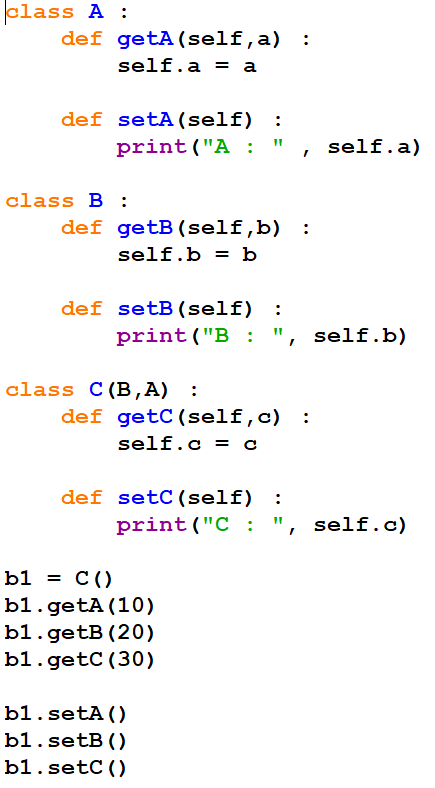 class A :
    def getA(self,a) :
        self.a = a

    def setA(self) :
        print("A : " , self.a)

class B :
    def getB(self,b) :
        self.b = b

    def setB(self) :
        print("B : ", self.b)

class C(B,A) :
    def getC(self,c) :
        self.c = c

    def setC(self) :
        print("C : ", self.c)

b1 = C()
b1.getA(10)
b1.getB(20)
b1.getC(30)

b1.setA()
b1.setB()
b1.setC()